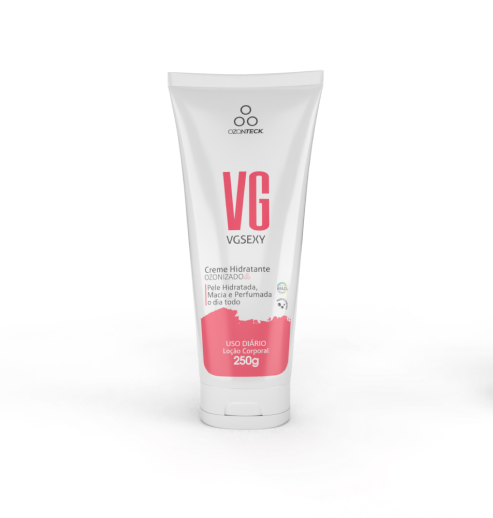 OZONTECK
VG
VGSEXY
Creme Hidratante
OZONIZADO
Pele Hidratada,
Macia e Perfumada
o dia todo
USO DIÁRIO
Loção Corporal
250g